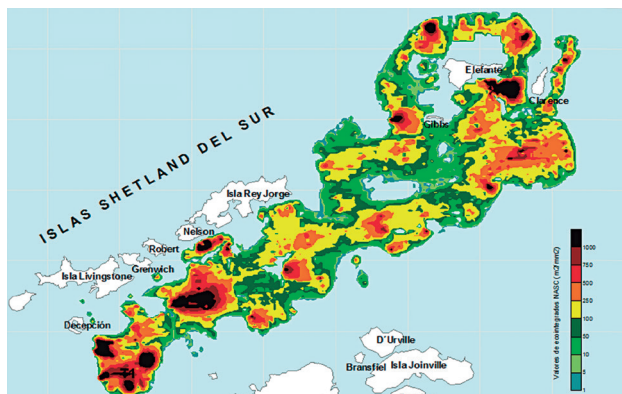 Elefante
Clarence
Gibbs
ISLAS SHETLAND DEL SUR
Isla Rey Jorge
Nelson
Robert
Grenwich
Isla Livingstone
Decepción
D´Urville
Bransfiel
Isla Joinville
Valores de ecointegrados NASC (m2/mn2)
1000
750
500
250
100
50
10
5
1